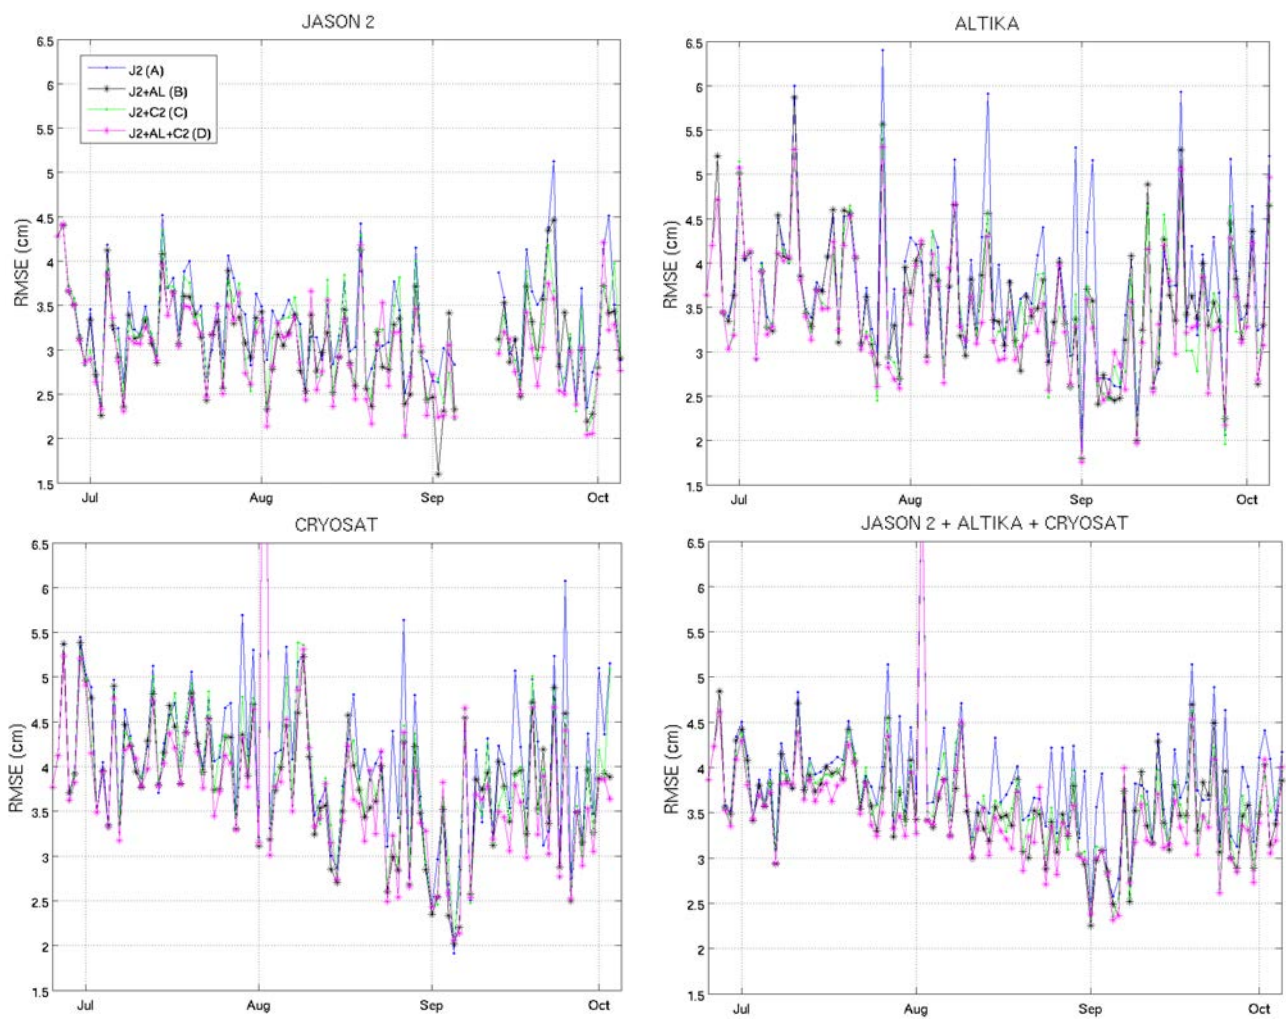 JASON 2
6.5
6
5.5
5
4.5
4
3.5
3
2.5
2
1.5
RMSE (cm)
J2 (A)
J2+AL (B)
J2+C2 (C)
J2+AL+C2 (D)
Jul Aug Sep Oct
ALTIKA
6.5
6
5.5
5
4.5
4
3.5
3
2.5
2
1.5
RMSE (cm)
Jul Aug Sep Oct
CRYOSAT
6.5
6
5.5
5
4.5
4
3.5
3
2.5
2
1.5
RMSE (cm)
Jul Aug Sep Oct
JASON 2 + ALTIKA + CRYOSAT
6.5
6
5.5
5
4.5
4
3.5
3
2.5
2
1.5
RMSE (cm)
Jul Aug Sep Oct